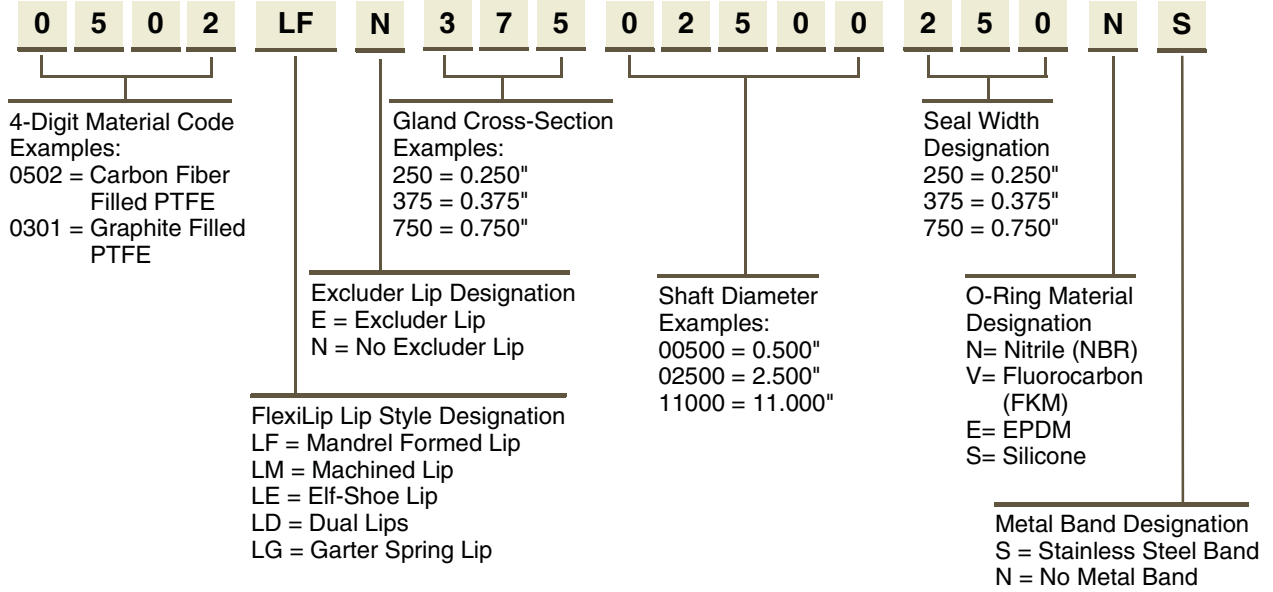 0 5 0 2 LF N 3 7 5 0 2 5 0 0 2 5 0 N S
4-Digit Material Code
Examples:
0502 = Carbon Fiber
Filled PTFE
0301 = Graphite Filled
PTFE
Gland Cross-Section
Examples:
250 = 0.250"
375 = 0.375"
750 = 0.750"
Seal Width
Designation
250 = 0.250"
375 = 0.375"
750 = 0.750"
Excluder Lip Designation
E = Excluder Lip
N = No Excluder Lip
Shaft Diameter
Examples:
00500 = 0.500"
02500 = 2.500"
11000 = 11.000"
O-Ring Material
Designation
N= Nitrile (NBR)
V= Fluorocarbon
(FKM)
E= EPDM
S= Silicone
FlexiLip Lip Style Designation
LF = Mandrel Formed Lip
LM = Machined Lip
LE = Elf-Shoe Lip
LD = Dual Lips
LG = Garter Spring Lip
Metal Band Designation
S = Stainless Steel Band
N = No Metal Band